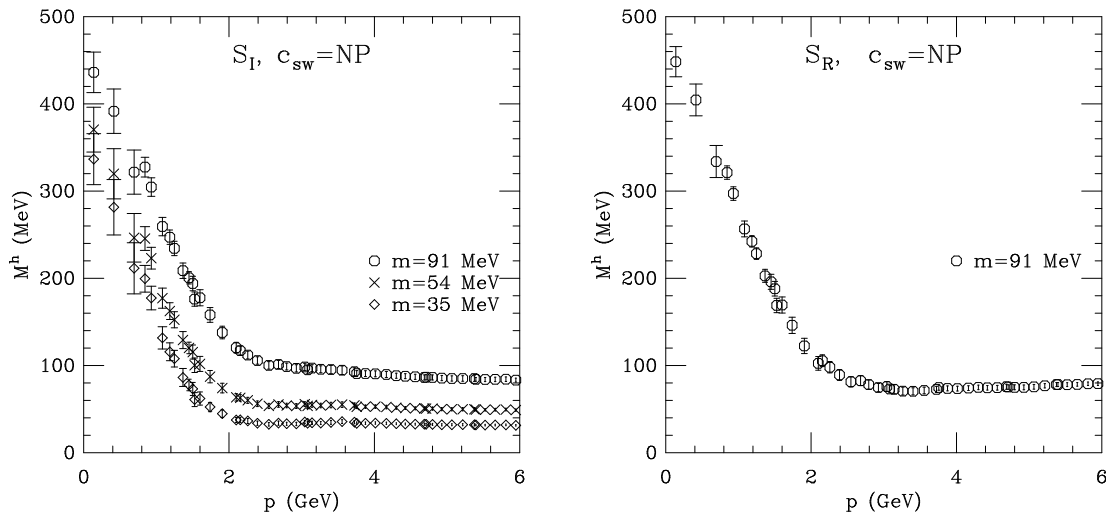 500
400
300
200
100
0
M^h (MeV)
S_I, c_sw=NP
m=91 MeV
m=54 MeV
m=35 MeV
0 2 4 6
p (GeV)
500
400
300
200
100
0
M^h (MeV)
S_R, c_sw=NP
m=91 MeV
0 2 4 6
p (GeV)